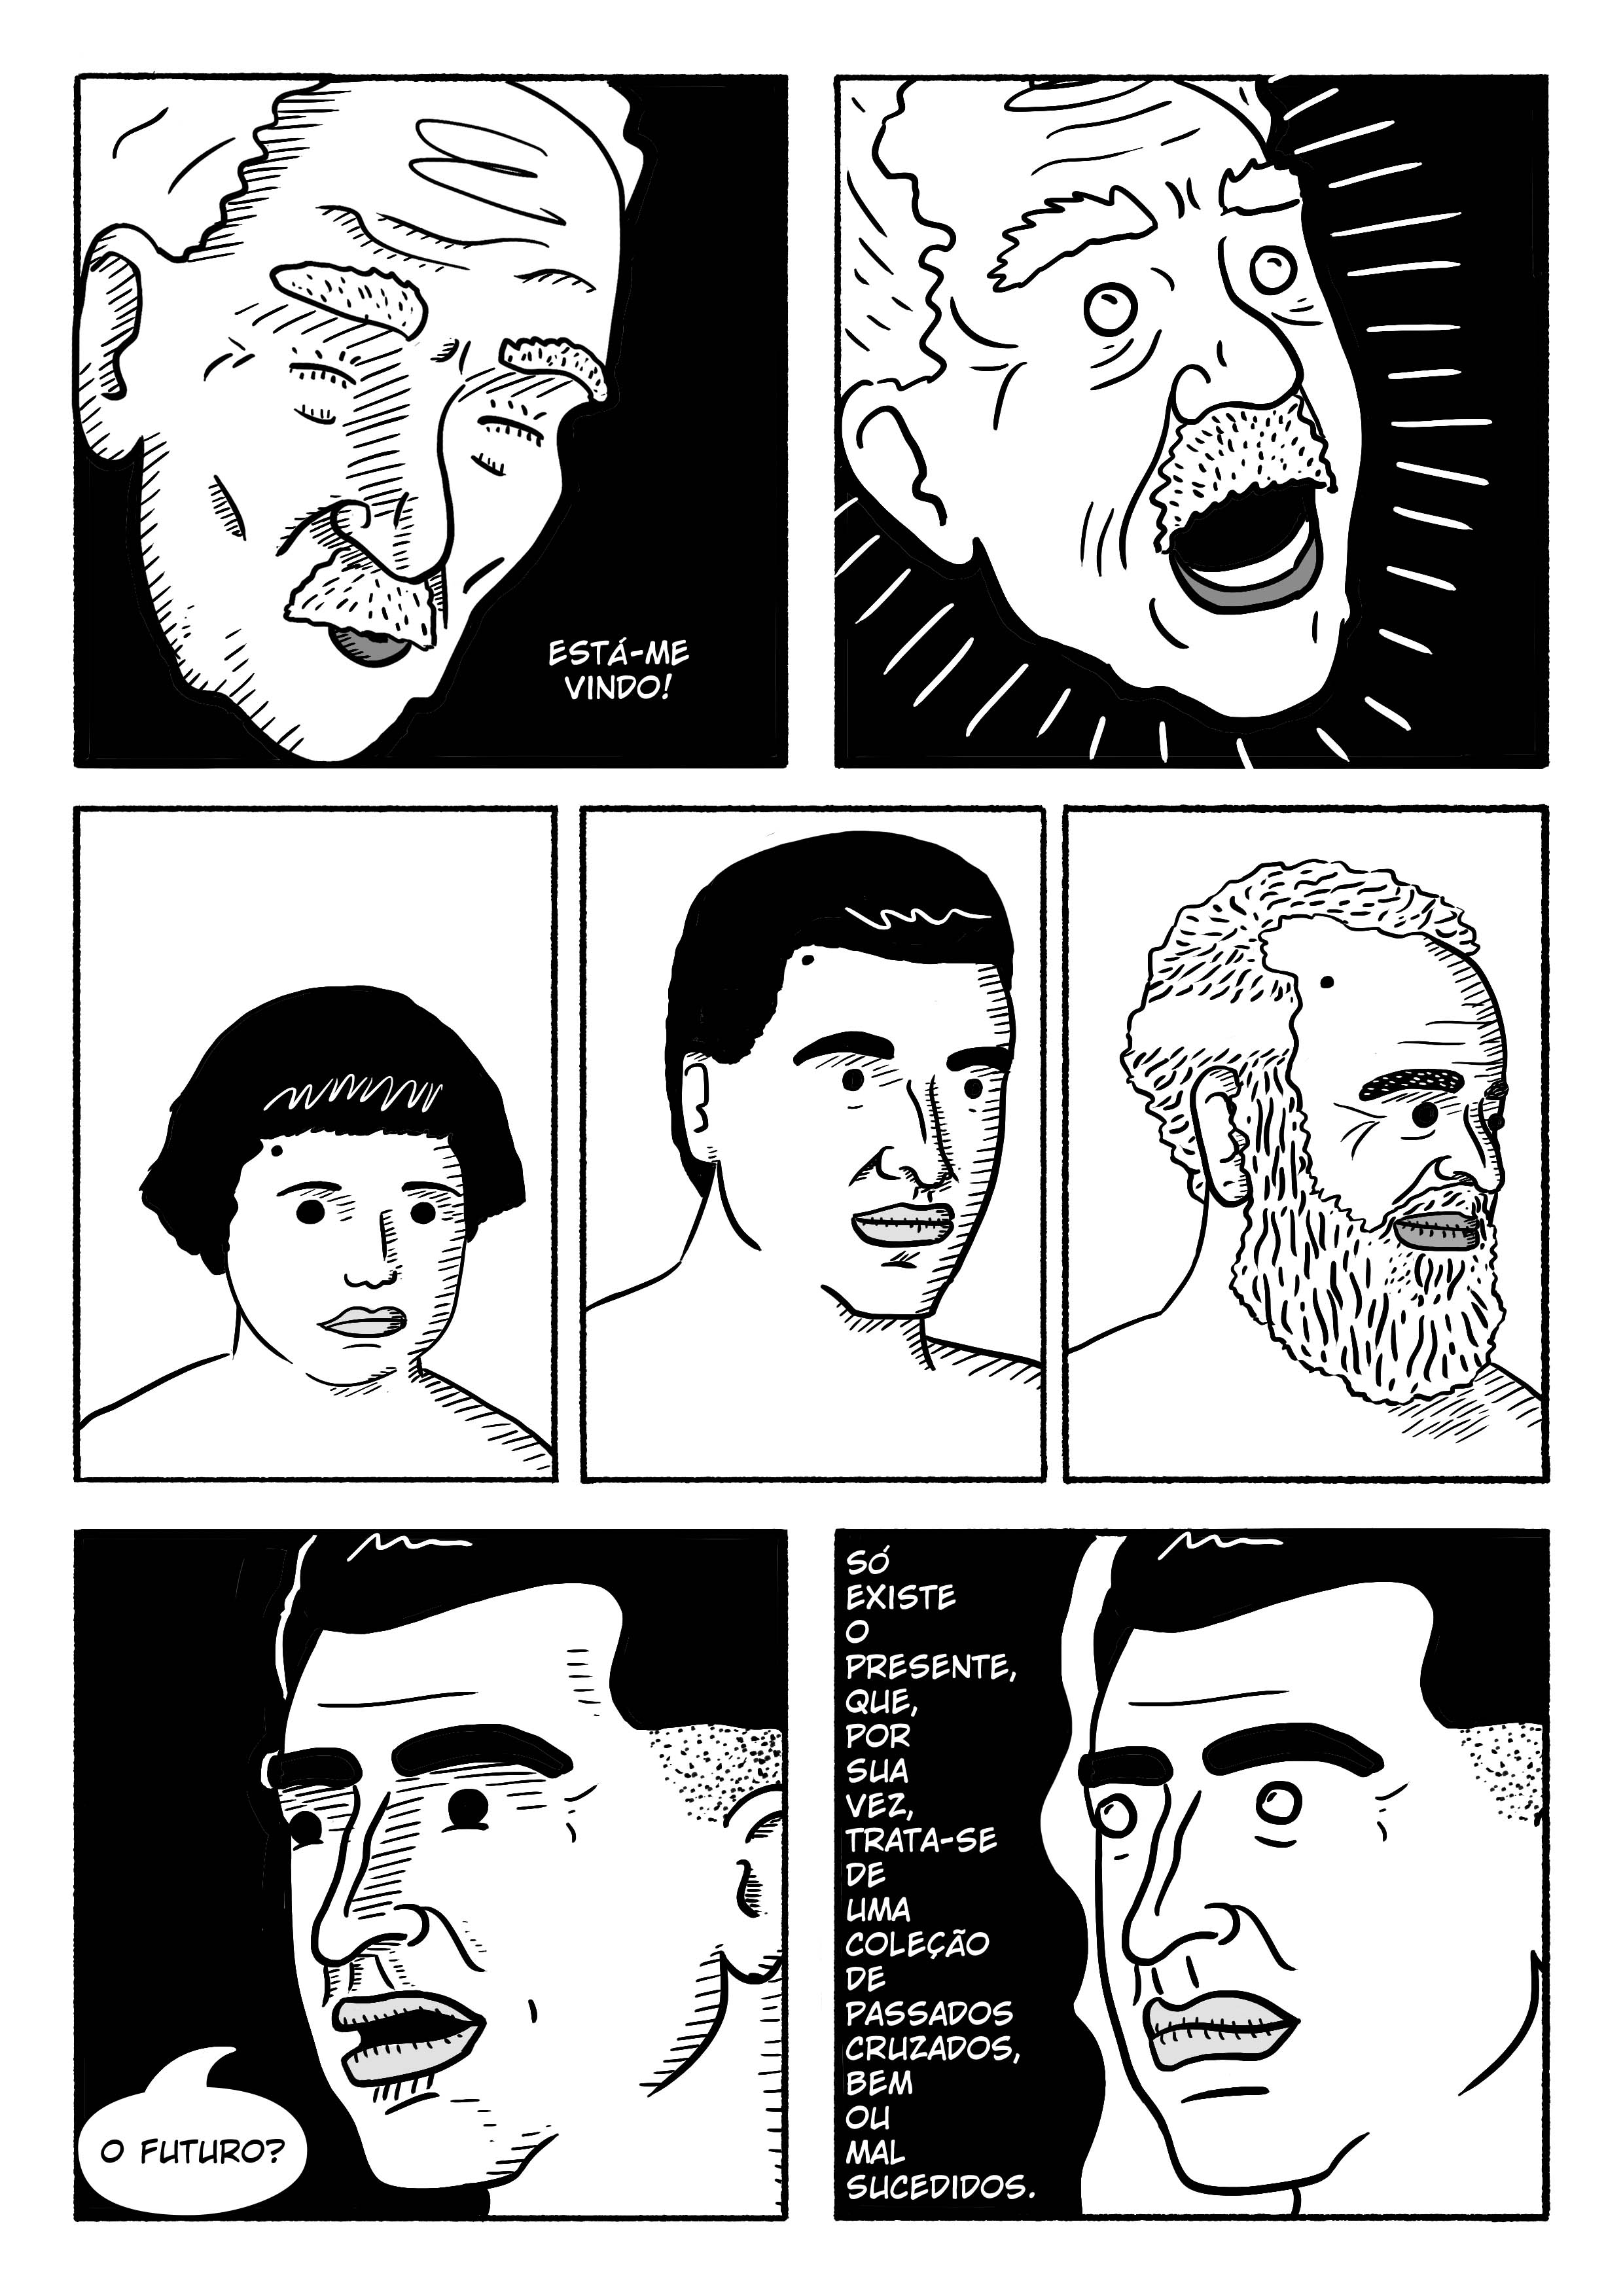 ESTÁ-ME
VINDO!
O FUTURO?
SÓ
EXISTE
O
PRESENTE,
QUE,
POR
SUA
VEZ,
TRATA-SE
DE
UMA
COLEÇÃO
DE
PASSADOS
CRUZADOS,
BEM
OU
MAL
SUCEDIDOS.